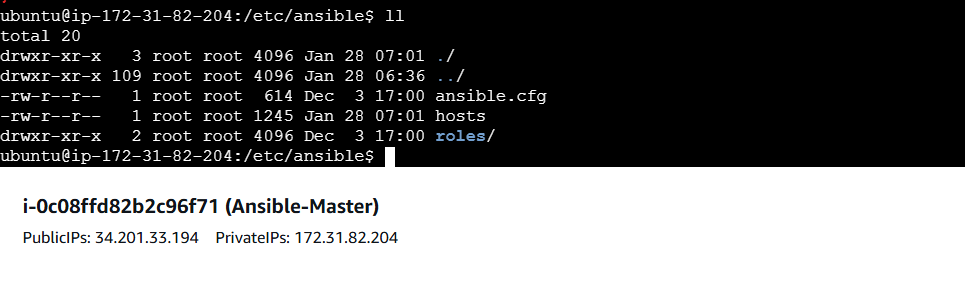 ubuntu@ip-172-31-82-204:/etc/ansible$ ll
total 20
drwxr-xr-x   3 root root 4096 Jan 28 07:01 ./
drwxr-xr-x 109 root root 4096 Jan 28 06:36 ../
-rw-r--r--   1 root root  614 Dec  3 17:00 ansible.cfg
-rw-r--r--   1 root root 1245 Jan 28 07:01 hosts
drwxr-xr-x   2 root root 4096 Dec  3 17:00 roles/
ubuntu@ip-172-31-82-204:/etc/ansible$
i-0c08ffd82b2c96f71 (Ansible-Master)
PublicIPs: 34.201.33.194 PrivateIPs: 172.31.82.204